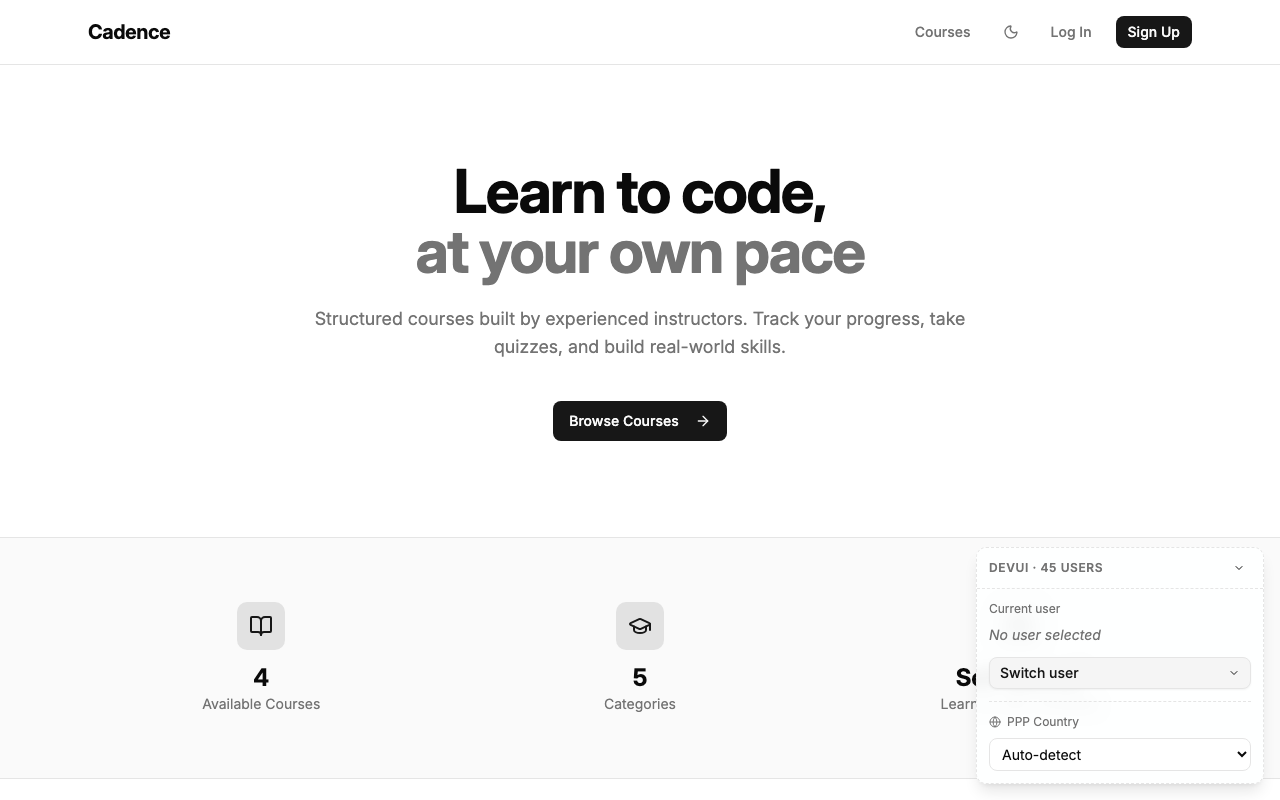 Cadence
Courses
Log In
Sign Up
Learn to code,
at your own pace
Structured courses built by experienced instructors. Track your progress, take
quizzes, and build real-world skills.
Browse Courses
4
Available Courses
5
Categories
DEVUI · 45 USERS
Current user
No user selected
Switch user
PPP Country
Auto-detect